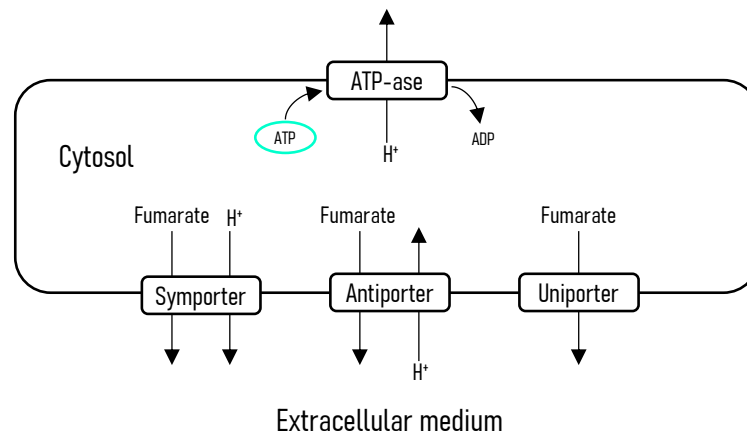 ATP-ase
ATP
ADP
H⁺
Cytosol
Fumarate H⁺ Fumarate Fumarate
Symporter Antiporter Uniporter
H⁺
Extracellular medium